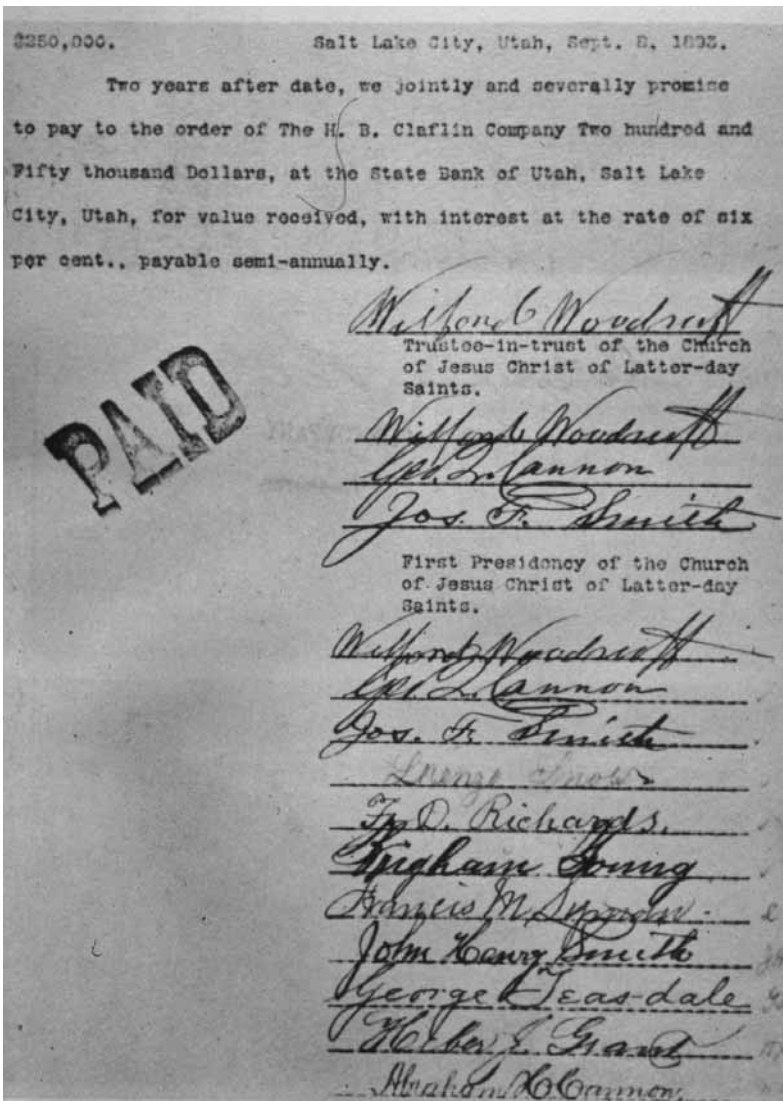 $250,000. Salt Lake City, Utah, Sept. 2, 1893.
Two years after date, we jointly and severally promise
to pay to the order of The H. B. Claflin Company Two hundred and
Fifty thousand Dollars, at the State Bank of Utah, Salt Lake
City, Utah, for value received, with interest at the rate of six
per cent., payable semi-annually.
Wilford Woodruff
Trustee-in-trust of the Church
of Jesus Christ of Latter-day
Saints.
PAID
Wilford Woodruff
Geo. Q. Cannon
Jos. F. Smith
First Presidency of the Church
of Jesus Christ of Latter-day
Saints.
Wilford Woodruff
Geo. Q. Cannon
Jos. F. Smith
Lorenzo Snow
F. D. Richards.
Brigham Young
Francis M. Lyman.
John Henry Smith
George Teasdale
Heber J. Grant
Abraham H. Cannon.